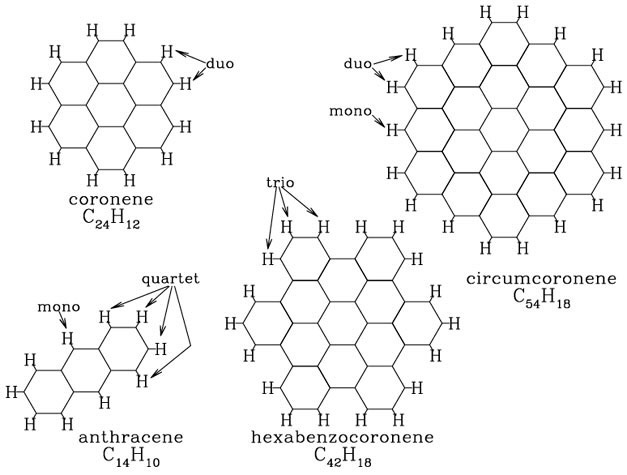 H H
H H
duo
H H
H H
H H
H H
coronene
C24H12
H H
H H
duo
H H
H H
mono
H H
H H
H H
H H
H H
circumcoronene
C54H18
quartet
mono
H H
H
H
H
H
H
H
H H
anthracene
C14H10
trio
H H H H
H H
H H
H H
H H
H H
H H H H
hexabenzocoronene
C42H18